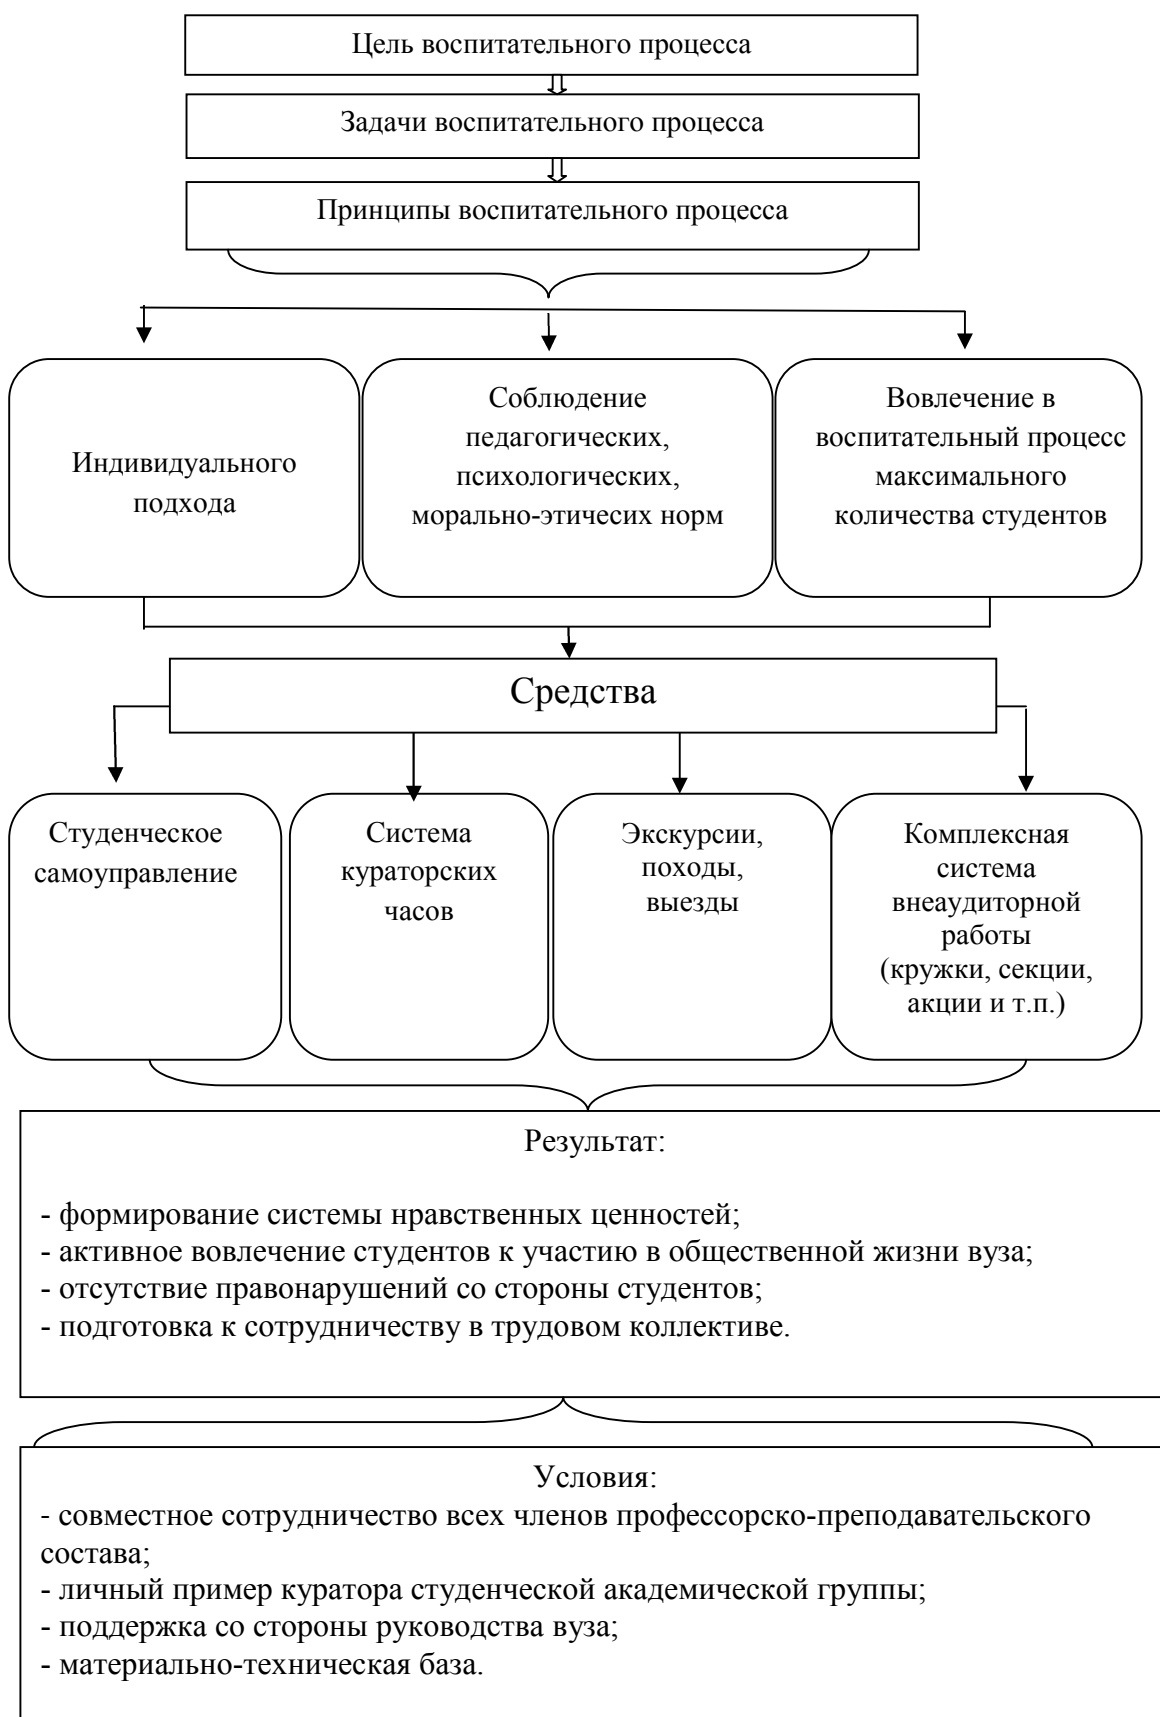 Цель воспитательного процесса
Задачи воспитательного процесса
Принципы воспитательного процесса
Индивидуального
подхода
Соблюдение
педагогических,
психологических,
морально-этичесих норм
Вовлечение в
воспитательный процесс
максимального
количества студентов
Средства
Студенческое
самоуправление
Система
кураторских
часов
Экскурсии,
походы,
выезды
Комплексная
система
внеаудиторной
работы
(кружки, секции,
акции и т.п.)
Результат:
- формирование системы нравственных ценностей;
- активное вовлечение студентов к участию в общественной жизни вуза;
- отсутствие правонарушений со стороны студентов;
- подготовка к сотрудничеству в трудовом коллективе.
Условия:
- совместное сотрудничество всех членов профессорско-преподавательского
состава;
- личный пример куратора студенческой академической группы;
- поддержка со стороны руководства вуза;
- материально-техническая база.